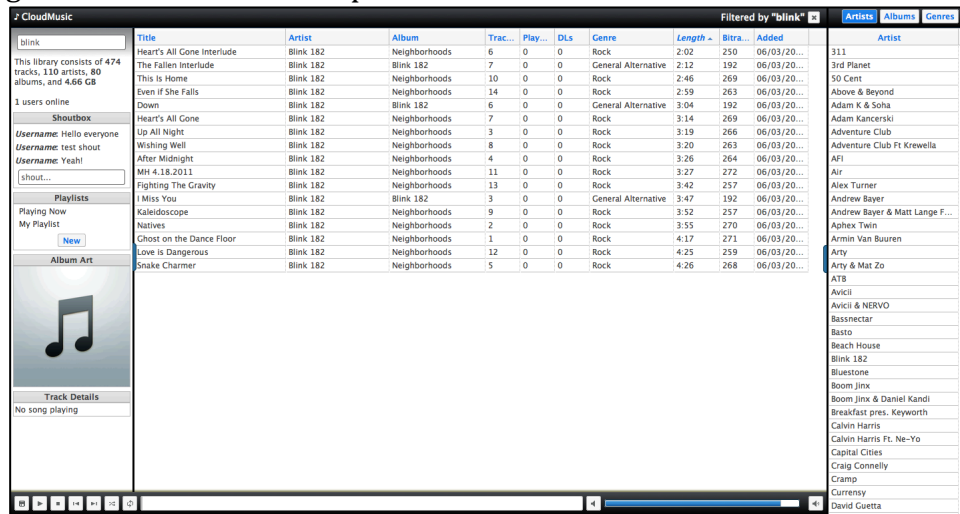 ♪ CloudMusic
Filtered by "blink"
Artists Albums Genres
blink
This library consists of 474
tracks, 110 artists, 80
albums, and 4.66 GB
1 users online
Shoutbox
Username: Hello everyone
Username: test shout
Username: Yeah!
shout...
Playlists
Playing Now
My Playlist
New
Album Art
Track Details
No song playing
Title Artist Album Trac... Play... DLs Genre Length Bitra... Added
Heart's All Gone Interlude Blink 182 Neighborhoods 6 0 0 Rock 2:02 250 06/03/20...
The Fallen Interlude Blink 182 Blink 182 7 0 0 General Alternative 2:12 192 06/03/20...
This Is Home Blink 182 Neighborhoods 10 0 0 Rock 2:46 269 06/03/20...
Even if She Falls Blink 182 Neighborhoods 14 0 0 Rock 2:59 263 06/03/20...
Down Blink 182 Blink 182 6 0 0 General Alternative 3:04 192 06/03/20...
Heart's All Gone Blink 182 Neighborhoods 7 0 0 Rock 3:14 269 06/03/20...
Up All Night Blink 182 Neighborhoods 3 0 0 Rock 3:19 266 06/03/20...
Wishing Well Blink 182 Neighborhoods 8 0 0 Rock 3:20 263 06/03/20...
After Midnight Blink 182 Neighborhoods 4 0 0 Rock 3:26 264 06/03/20...
MH 4.18.2011 Blink 182 Neighborhoods 11 0 0 Rock 3:27 272 06/03/20...
Fighting The Gravity Blink 182 Neighborhoods 13 0 0 Rock 3:42 257 06/03/20...
I Miss You Blink 182 Blink 182 3 0 0 General Alternative 3:47 192 06/03/20...
Kaleidoscope Blink 182 Neighborhoods 9 0 0 Rock 3:52 257 06/03/20...
Natives Blink 182 Neighborhoods 2 0 0 Rock 3:55 270 06/03/20...
Ghost on the Dance Floor Blink 182 Neighborhoods 1 0 0 Rock 4:17 271 06/03/20...
Love is Dangerous Blink 182 Neighborhoods 12 0 0 Rock 4:25 259 06/03/20...
Snake Charmer Blink 182 Neighborhoods 5 0 0 Rock 4:26 268 06/03/20...
Artist
311
3rd Planet
50 Cent
Above & Beyond
Adam K & Soha
Adam Kancerski
Adventure Club
Adventure Club Ft Krewella
AFI
Air
Alex Turner
Andrew Bayer
Andrew Bayer & Matt Lange F...
Aphex Twin
Armin Van Buuren
Arty
Arty & Mat Zo
ATB
Avicii
Avicii & NERVO
Bassnectar
Basto
Beach House
Blink 182
Bluestone
Boom Jinx
Boom Jinx & Daniel Kandi
Breakfast pres. Keyworth
Calvin Harris
Calvin Harris Ft. Ne-Yo
Capital Cities
Craig Connelly
Cramp
Currensy
David Guetta